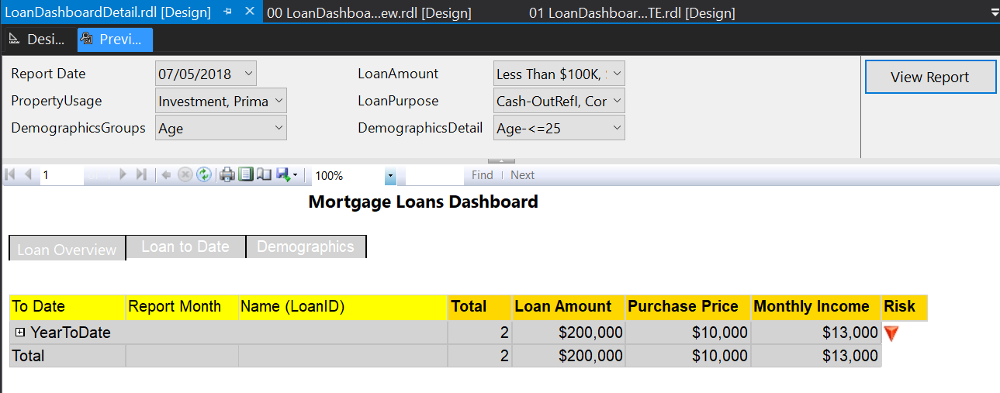 LoanDashboardDetail.rdl [Design] 00 LoanDashboa...ew.rdl [Design] 01 LoanDashboar...TE.rdl [Design]
Desi... Previ...
Report Date 07/05/2018 LoanAmount Less Than $100K, View Report
PropertyUsage Investment, Prima LoanPurpose Cash-OutRefI, Cor
DemographicsGroups Age DemographicsDetail Age-<=25
1 100% Find | Next
Mortgage Loans Dashboard
Loan Overview Loan to Date Demographics
To Date Report Month Name (LoanID) Total Loan Amount Purchase Price Monthly Income Risk
YearToDate 2 $200,000 $10,000 $13,000
Total 2 $200,000 $10,000 $13,000